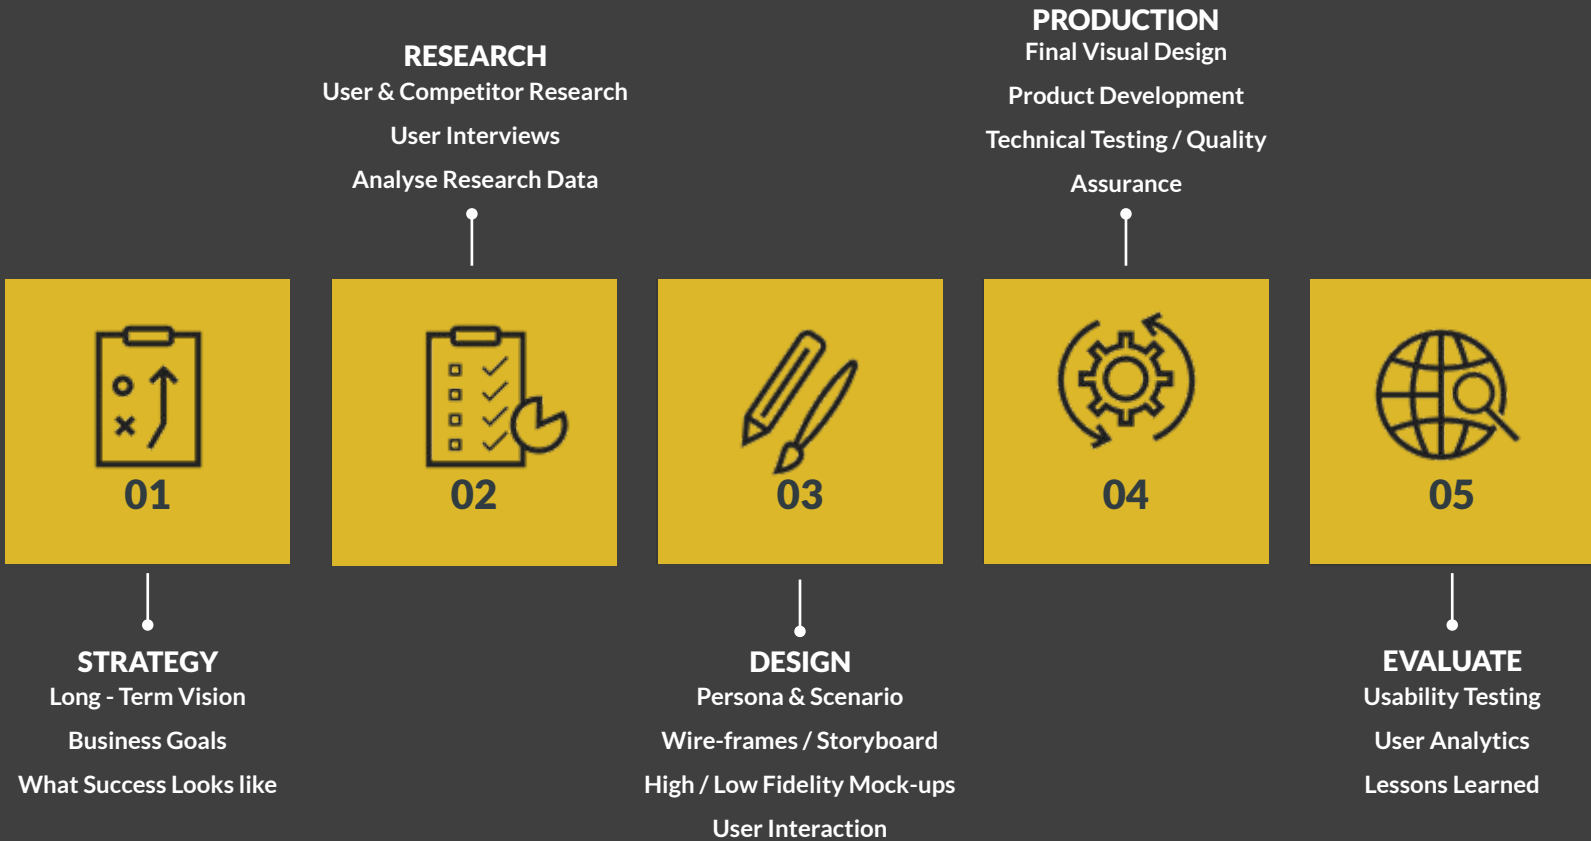 01
STRATEGY
Long - Term Vision
Business Goals
What Success Looks like
RESEARCH
User & Competitor Research
User Interviews
Analyse Research Data
02
03
DESIGN
Persona & Scenario
Wire-frames / Storyboard
High / Low Fidelity Mock-ups
User Interaction
PRODUCTION
Final Visual Design
Product Development
Technical Testing / Quality
Assurance
04
05
EVALUATE
Usability Testing
User Analytics
Lessons Learned